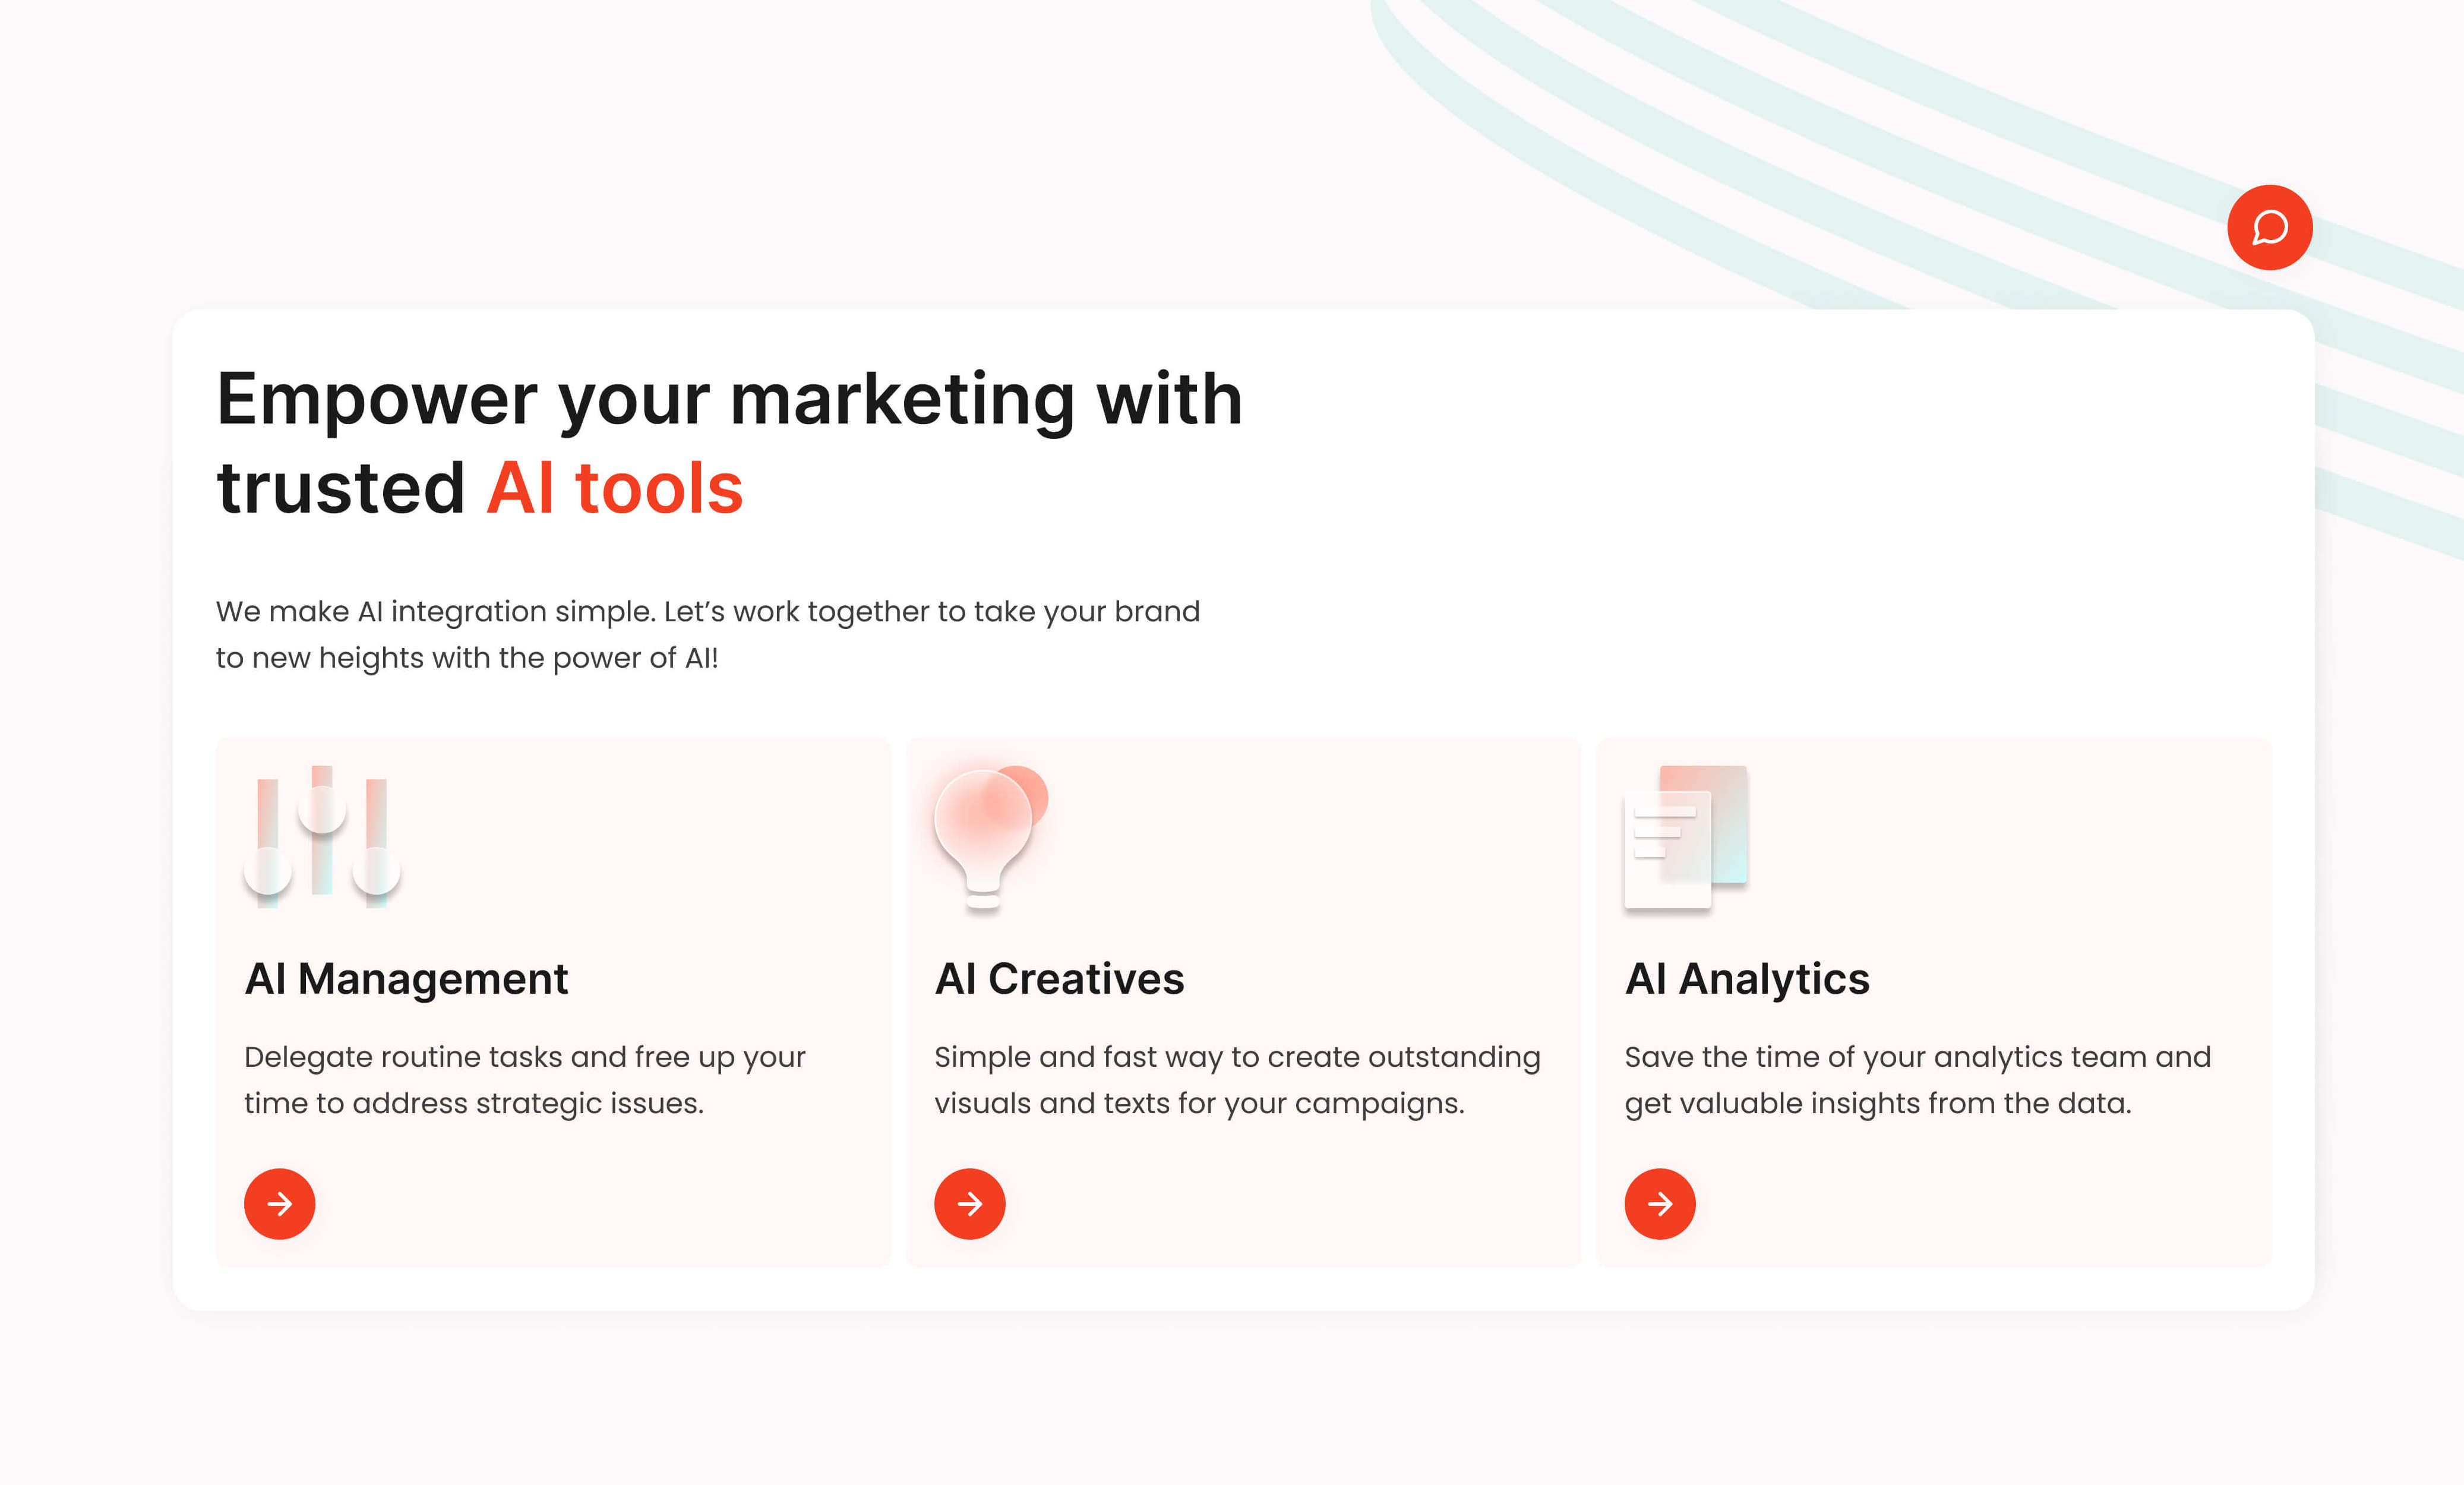 Empower your marketing with
trusted AI tools
We make AI integration simple. Let’s work together to take your brand
to new heights with the power of AI!
AI Management
Delegate routine tasks and free up your
time to address strategic issues.
AI Creatives
Simple and fast way to create outstanding
visuals and texts for your campaigns.
AI Analytics
Save the time of your analytics team and
get valuable insights from the data.